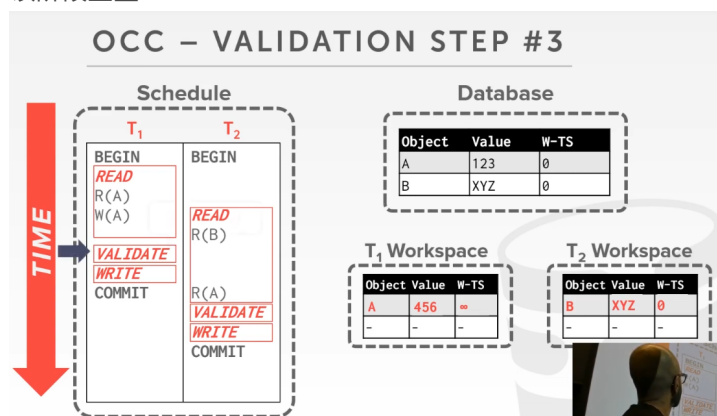 OCC – VALIDATION STEP #3
Schedule
T1 T2
BEGIN BEGIN
READ
R(A)
W(A) READ
R(B)
VALIDATE
WRITE
COMMIT R(A)
VALIDATE
WRITE
COMMIT
TIME
Database
Object Value W-TS
A 123 0
B XYZ 0
T1 Workspace
Object Value W-TS
A 456 ∞
- - -
T2 Workspace
Object Value W-TS
B XYZ 0
- - -